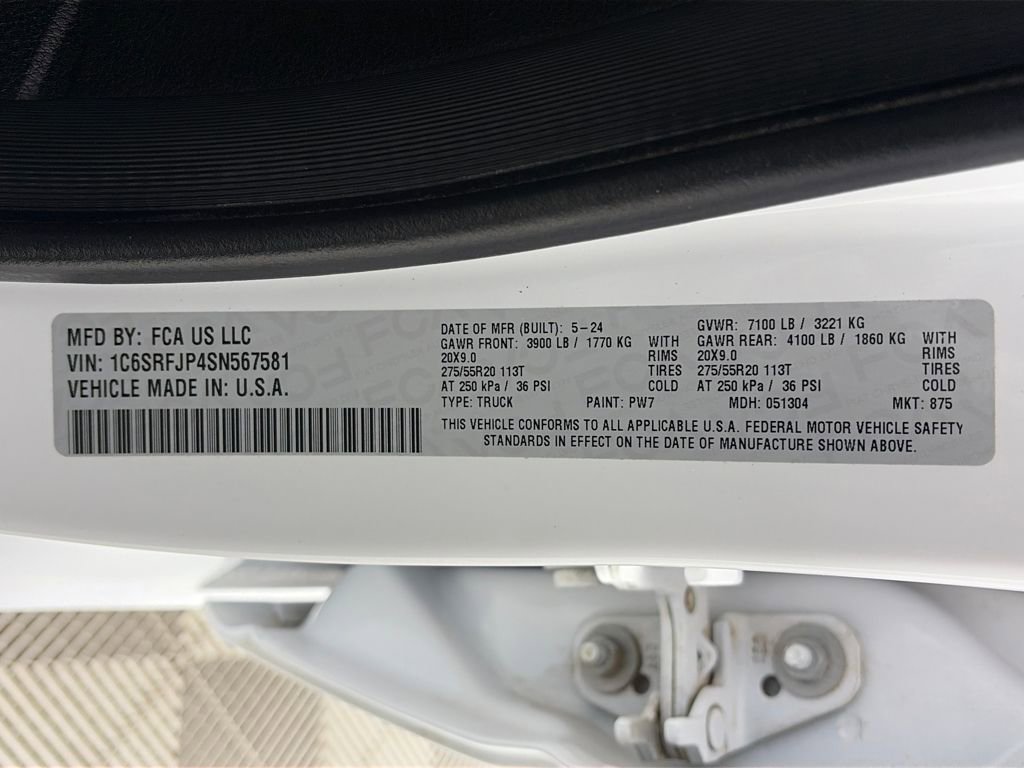 MFD BY: FCA US LLC
VIN: 1C6SRFJP4SN567581
VEHICLE MADE IN: U.S.A.
DATE OF MFR (BUILT): 5-24
GAWR FRONT: 3900 LB / 1770 KG WITH
20X9.0 RIMS
275/55R20 113T TIRES
AT 250 kPa / 36 PSI COLD
TYPE: TRUCK PAINT: PW7
GVWR: 7100 LB / 3221 KG
GAWR REAR: 4100 LB / 1860 KG WITH
20X9.0 RIMS
275/55R20 113T TIRES
AT 250 kPa / 36 PSI COLD
MDH: 051304 MKT: 875
THIS VEHICLE CONFORMS TO ALL APPLICABLE U.S.A. FEDERAL MOTOR VEHICLE SAFETY
STANDARDS IN EFFECT ON THE DATE OF MANUFACTURE SHOWN ABOVE.